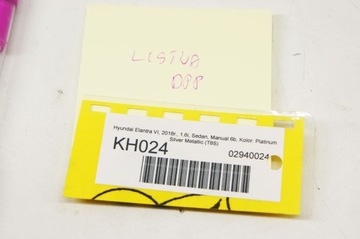 LISTWA
DPP
Hyundai Elantra VI, 2018r., 1.6i, Sedan, Manual 6b, Kolor: Platinum
Silver Metallic (T8S)
KH024
02940024